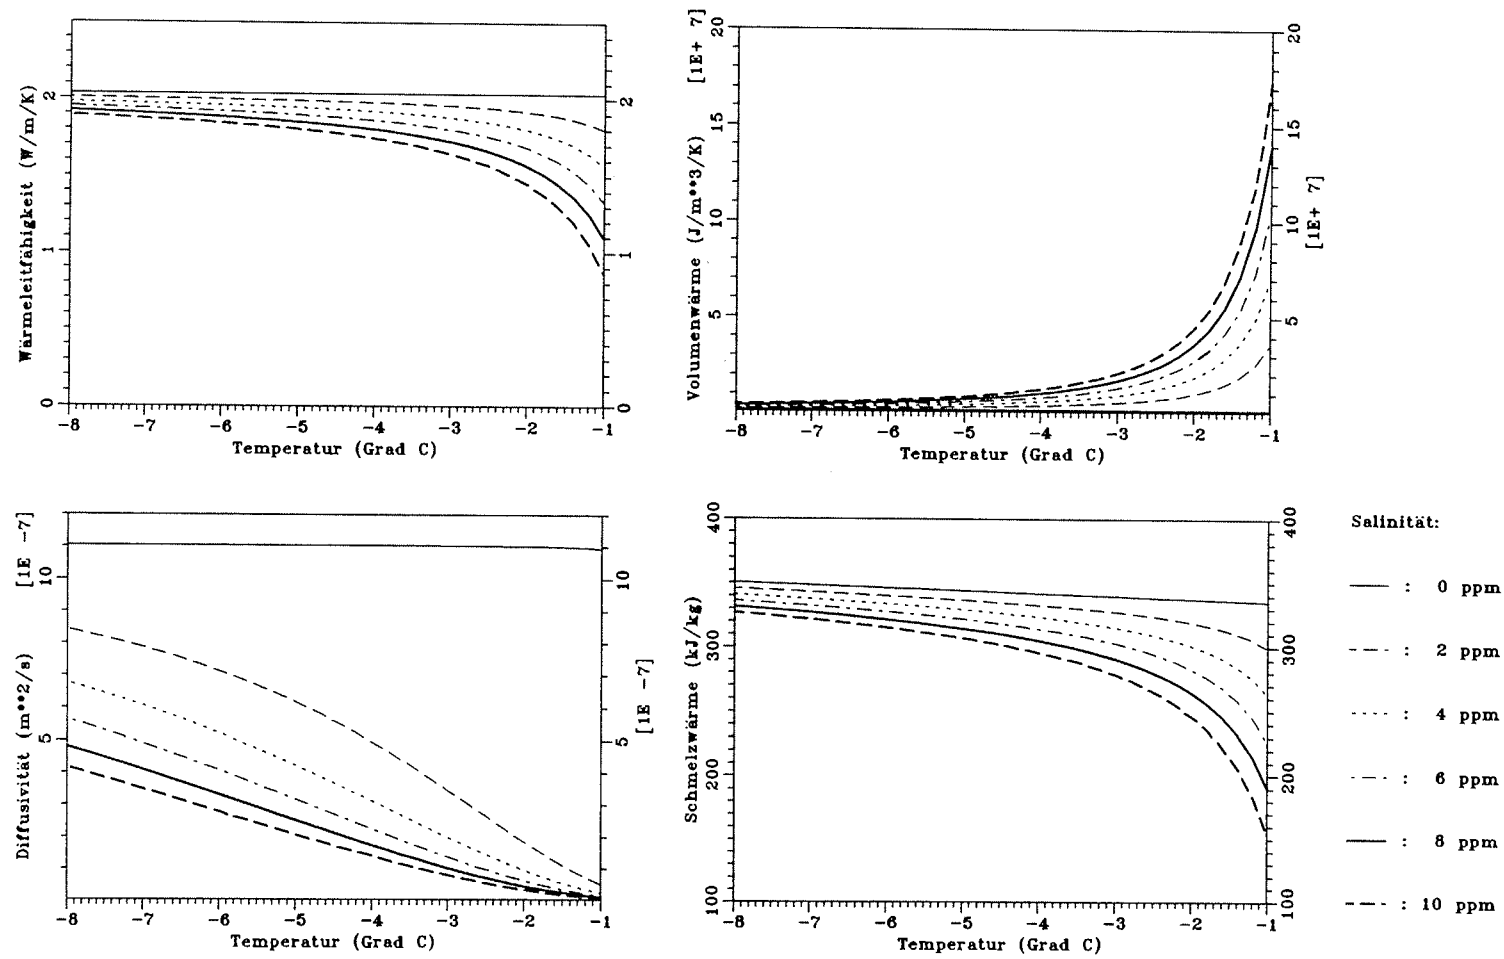 Wärmeleitfähigkeit (W/m/K)
2
1
0
2
1
0
-8 -7 -6 -5 -4 -3 -2 -1
Temperatur (Grad C)
Volumenwärme (J/m**3/K) [1E+ 7]
20
15
10
5
20
15
10
5
[1E+ 7]
-8 -7 -6 -5 -4 -3 -2 -1
Temperatur (Grad C)
Diffusivität (m**2/s) [1E -7]
10
5
10
5
[1E -7]
-8 -7 -6 -5 -4 -3 -2 -1
Temperatur (Grad C)
Schmelzwärme (kJ/kg)
400
300
200
100
400
300
200
100
-8 -7 -6 -5 -4 -3 -2 -1
Temperatur (Grad C)
Salinität:
: 0 ppm
: 2 ppm
: 4 ppm
: 6 ppm
: 8 ppm
: 10 ppm